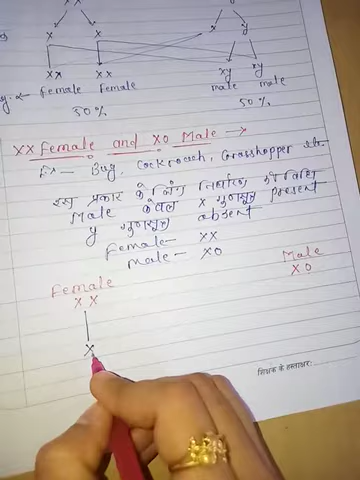 x x x y
xx xx xy xy
Female Female male male
50% 50%
XX Female and XO Male →
Ex- Bug, Cockroach, Grasshopper etc.
इस प्रकार के लिंग निर्धारण की विधि
Male केवल x गुणसूत्र present
y गुणसूत्र absent
Female- XX
male- XO
Female Male
XX XO
X
शिक्षक के हस्ताक्षर: